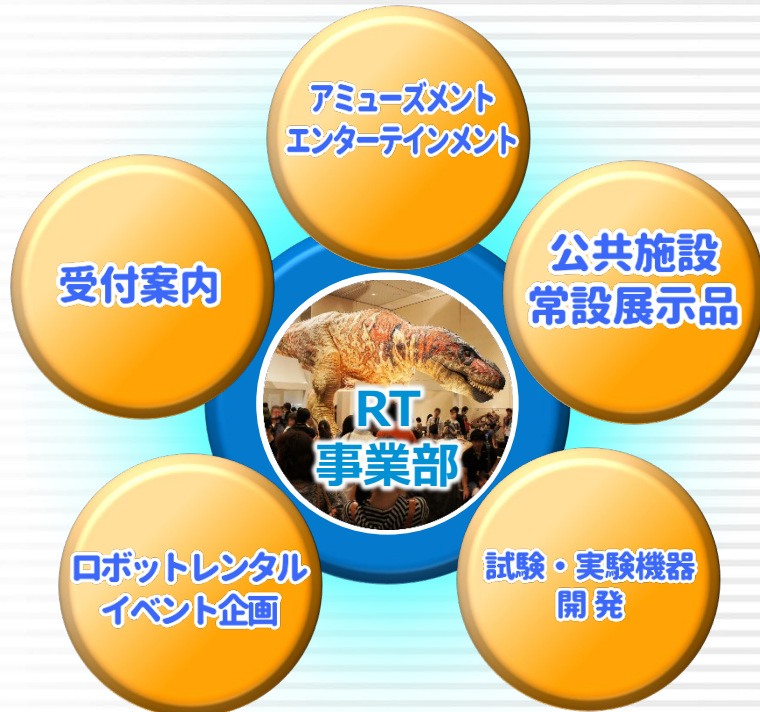 アミューズメント
エンターテインメント
受付案内
公共施設
常設展示品
RT
事業部
ロボットレンタル
イベント企画
試験・実験機器
開発